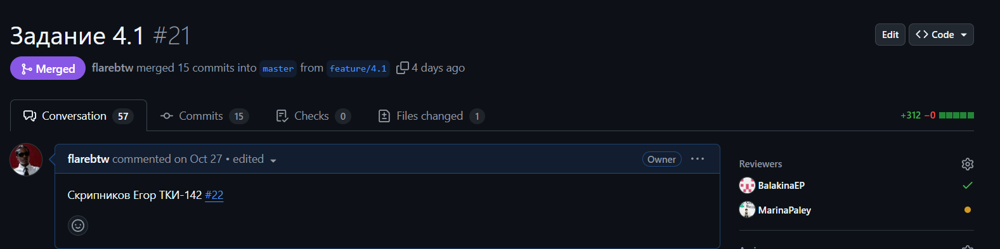 Задание 4.1 #21
Edit
Code
Merged
flarebtw merged 15 commits into master from feature/4.1 4 days ago
Conversation 57
Commits 15
Checks 0
Files changed 1
+312 −0
flarebtw commented on Oct 27 • edited
Owner
Скрипников Егор ТКИ-142 #22
Reviewers
BalakinaEP
MarinaPaley